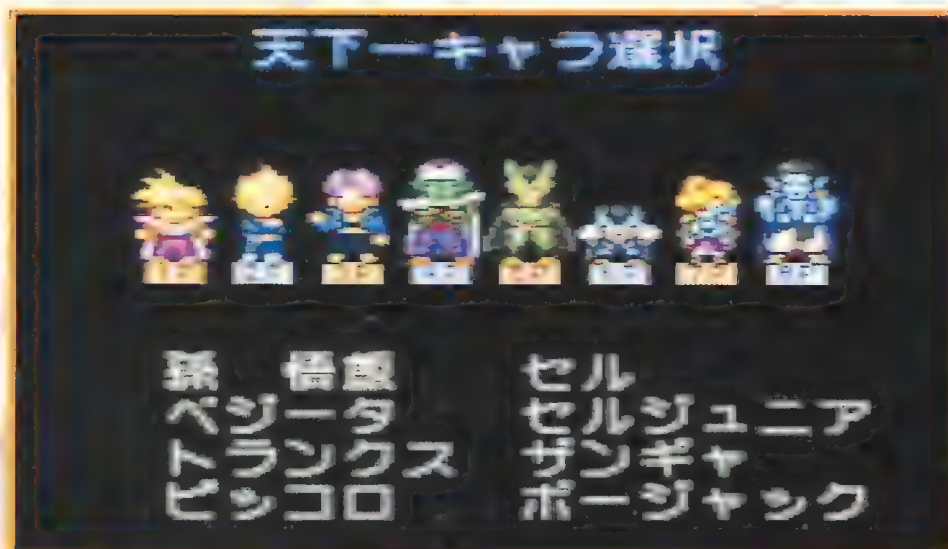 天下一キャラ選択
孫 悟飯
ベジータ
トランクス
ピッコロ
セル
セルジュニア
ザンギャ
ボージャック